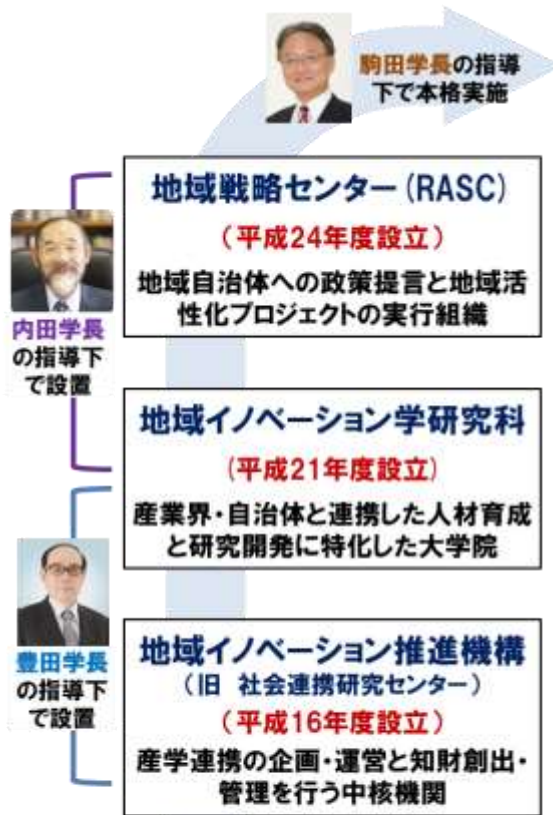 駒田学長の指導
下で本格実施
地域戦略センター(RASC)
(平成24年度設立)
地域自治体への政策提言と地域活
性化プロジェクトの実行組織
内田学長
の指導下
で設置
地域イノベーション学研究科
(平成21年度設立)
産業界・自治体と連携した人材育成
と研究開発に特化した大学院
豊田学長
の指導下
で設置
地域イノベーション推進機構
(旧 社会連携研究センター)
(平成16年度設立)
産学連携の企画・運営と知財創出・
管理を行う中核機関